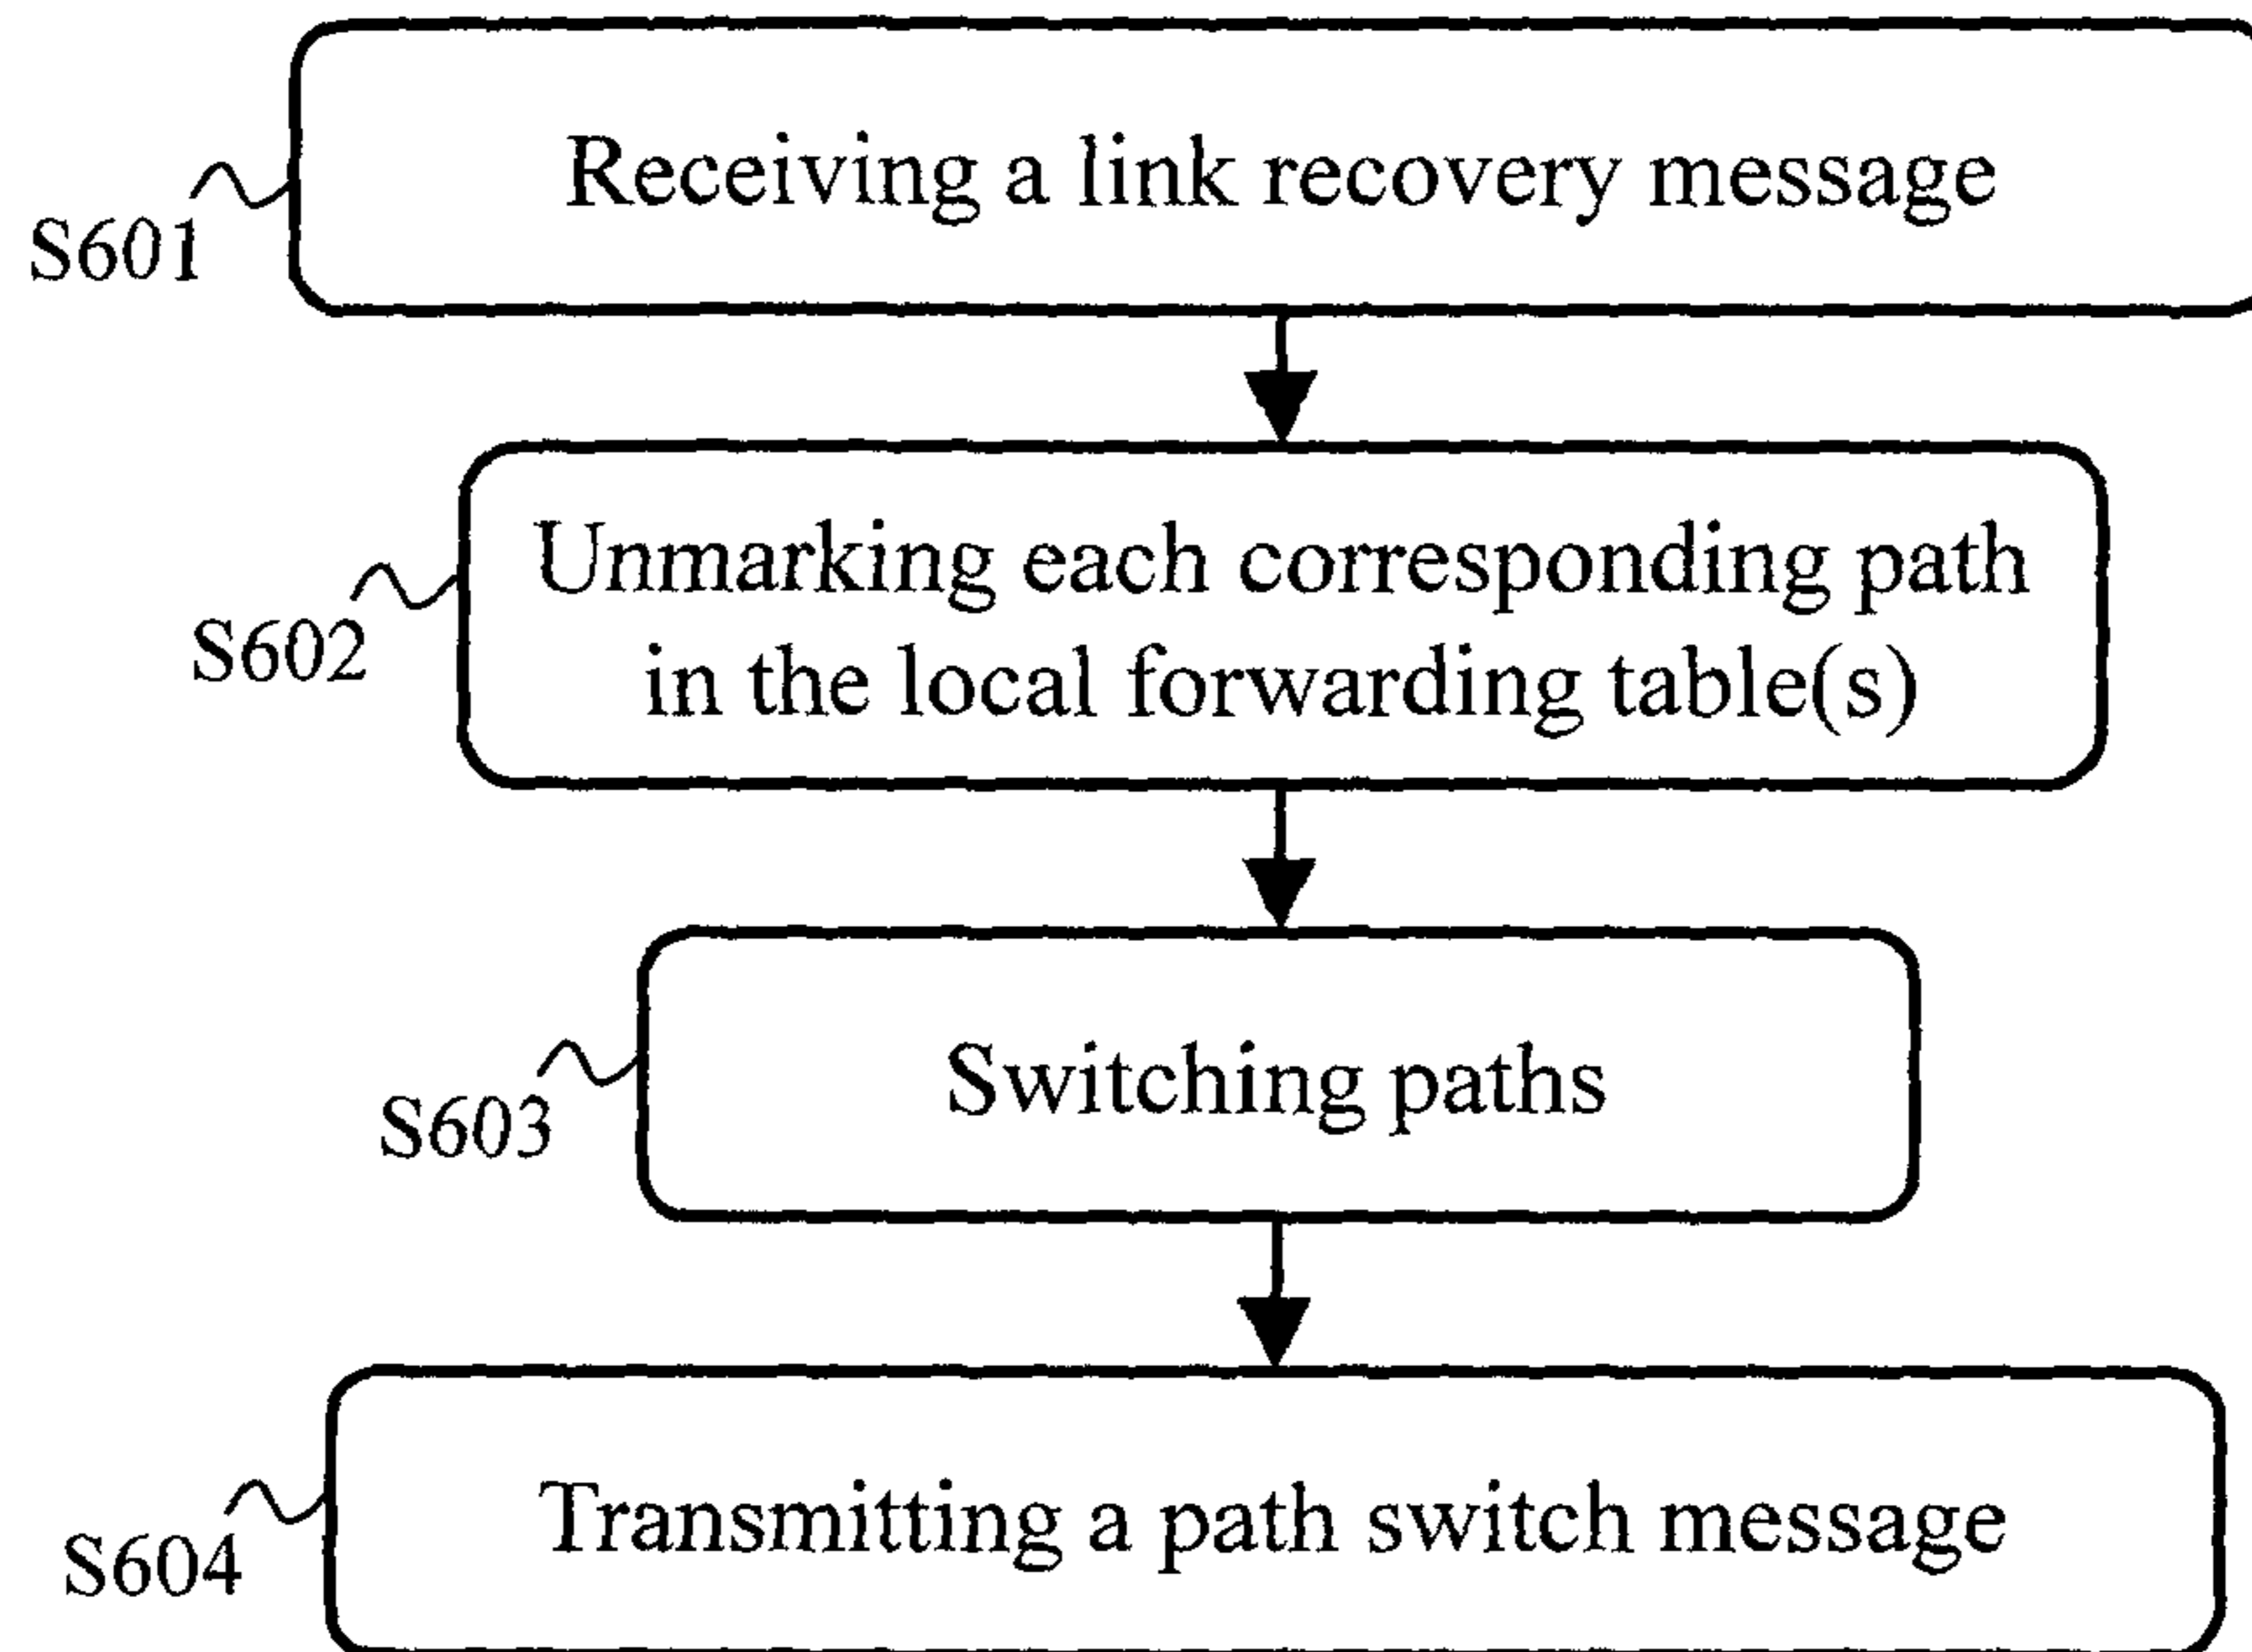 Receiving a link recovery message
S601
Unmarking each corresponding path
in the local forwarding table(s)
S602
Switching paths
S603
Transmitting a path switch message
S604